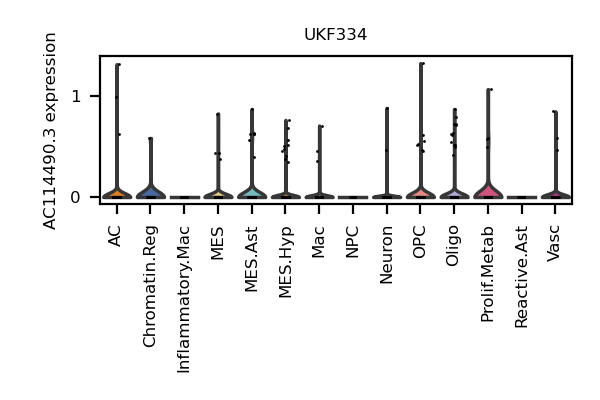 UKF334
AC114490.3 expression
1
0
AC
Chromatin.Reg
Inflammatory.Mac
MES
MES.Ast
MES.Hyp
Mac
NPC
Neuron
OPC
Oligo
Prolif.Metab
Reactive.Ast
Vasc